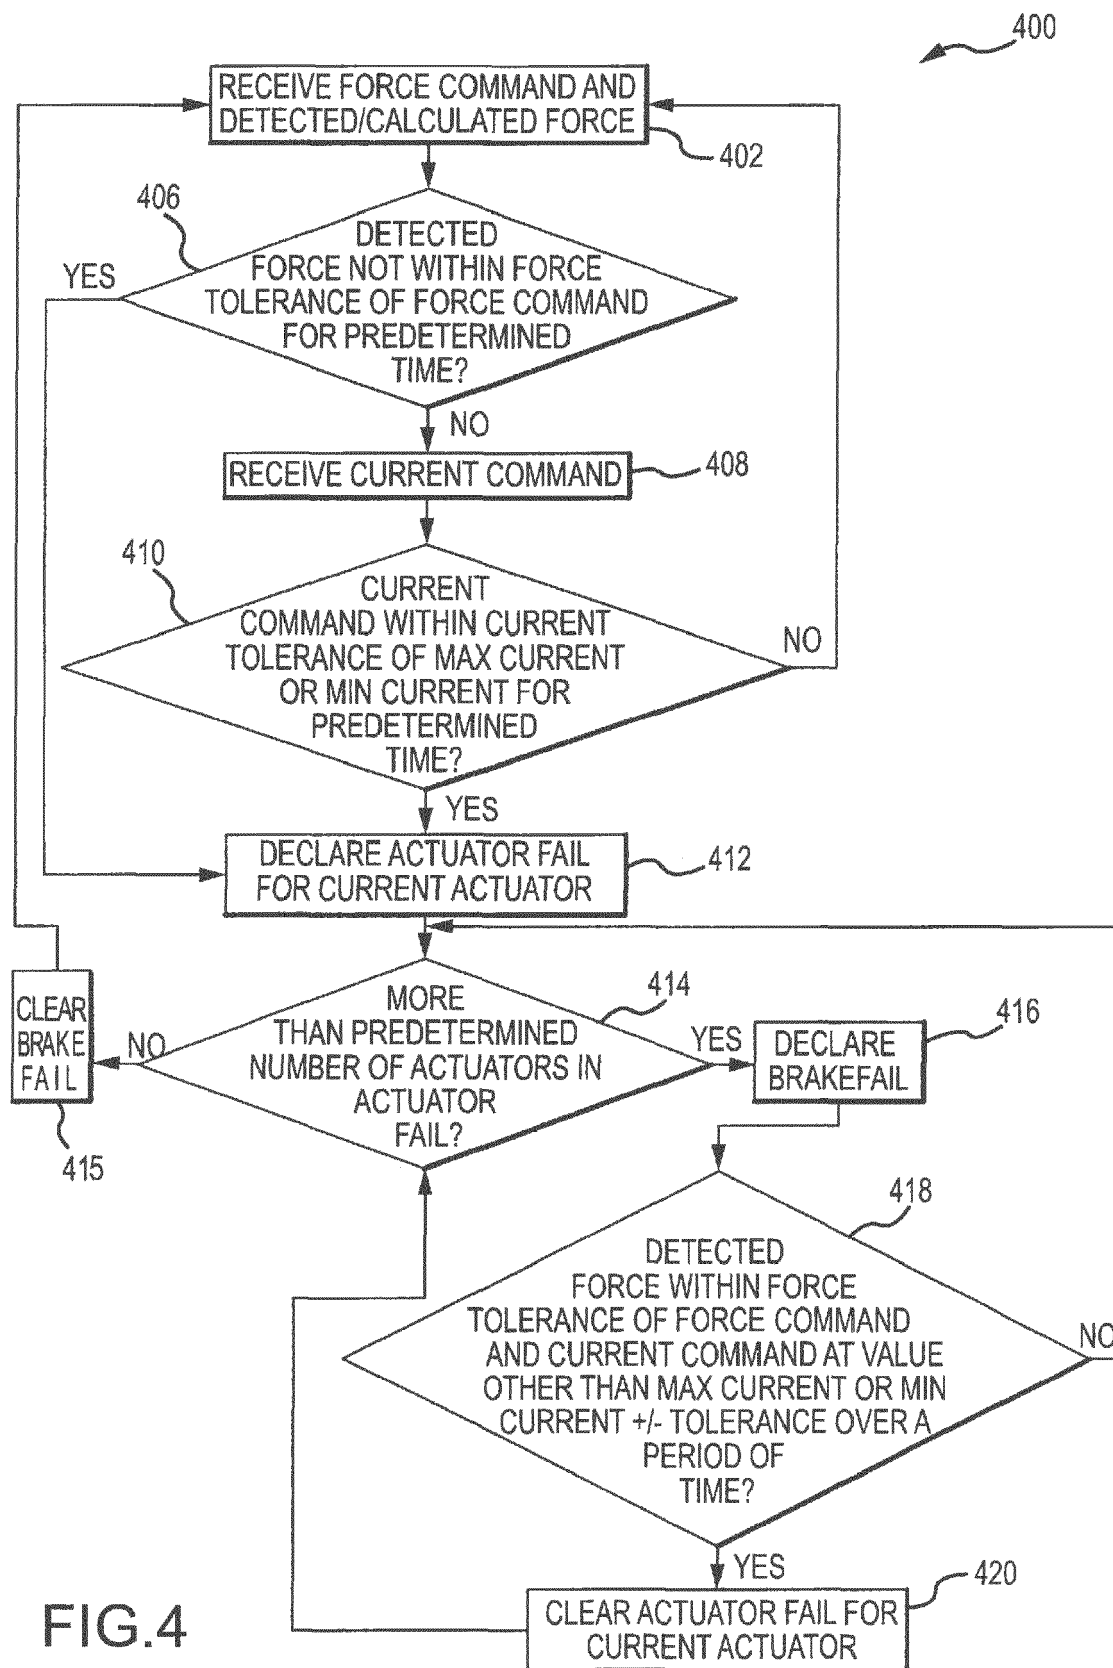 400
RECEIVE FORCE COMMAND AND
DETECTED/CALCULATED FORCE
402
406
DETECTED
FORCE NOT WITHIN FORCE
TOLERANCE OF FORCE COMMAND
FOR PREDETERMINED
TIME?
YES
NO
RECEIVE CURRENT COMMAND
408
410
CURRENT
COMMAND WITHIN CURRENT
TOLERANCE OF MAX CURRENT
OR MIN CURRENT FOR
PREDETERMINED
TIME?
NO
YES
DECLARE ACTUATOR FAIL
FOR CURRENT ACTUATOR
412
414
MORE
THAN PREDETERMINED
NUMBER OF ACTUATORS IN
ACTUATOR
FAIL?
NO
CLEAR
BRAKE
FAIL
415
YES
DECLARE
BRAKEFAIL
416
418
DETECTED
FORCE WITHIN FORCE
TOLERANCE OF FORCE COMMAND
AND CURRENT COMMAND AT VALUE
OTHER THAN MAX CURRENT OR MIN
CURRENT +/- TOLERANCE OVER A
PERIOD OF
TIME?
NO
YES
CLEAR ACTUATOR FAIL FOR
CURRENT ACTUATOR
420
FIG.4